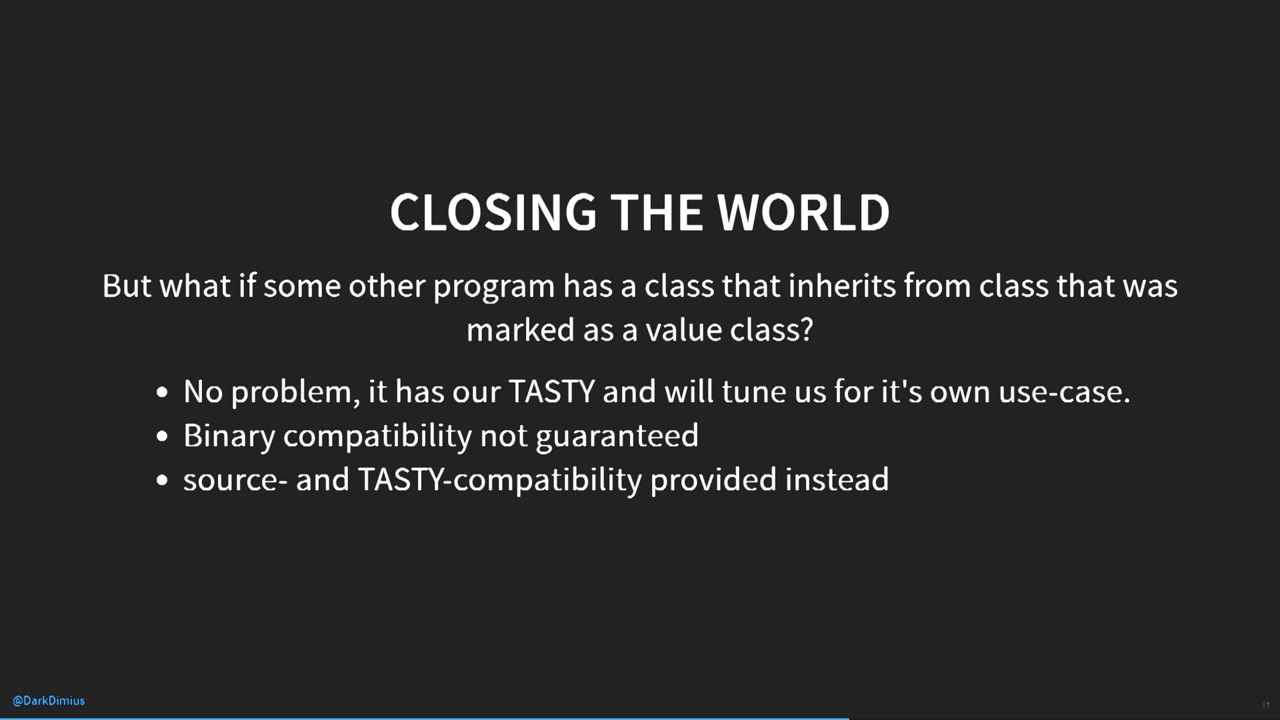 CLOSING THE WORLD
But what if some other program has a class that inherits from class that was
marked as a value class?
• No problem, it has our TASTY and will tune us for it's own use-case.
• Binary compatibility not guaranteed
• source- and TASTY-compatibility provided instead
@DarkDimius
17